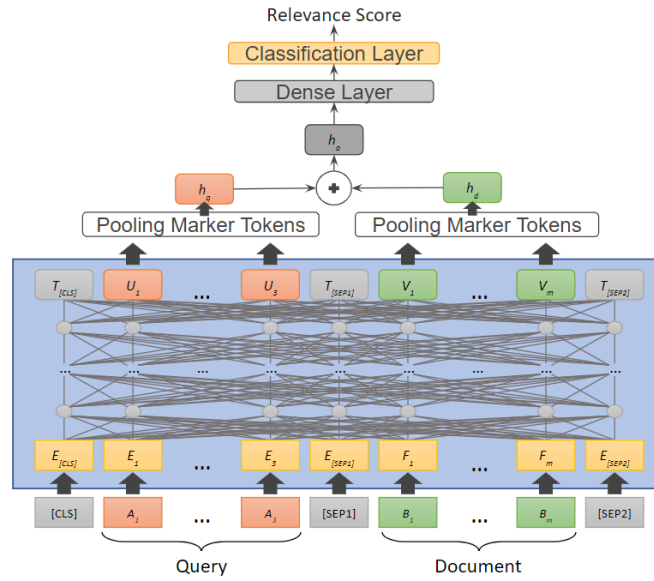 Relevance Score
Classification Layer
Dense Layer
h_o
h_q
h_d
Pooling Marker Tokens Pooling Marker Tokens
T_[CLS] U_1 ... U_3 T_[SEP1] V_1 ... V_m T_[SEP2]
... ... ... ... ... ... ...
E_[CLS] E_1 ... E_3 E_[SEP1] F_1 ... F_m E_[SEP2]
[CLS] A_1 ... A_3 [SEP1] B_1 ... B_m [SEP2]
Query Document